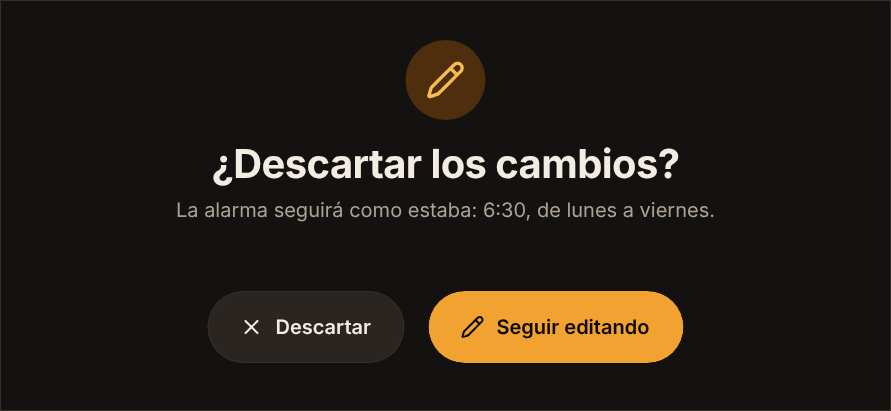 ¿Descartar los cambios?
La alarma seguirá como estaba: 6:30, de lunes a viernes.
Descartar
Seguir editando